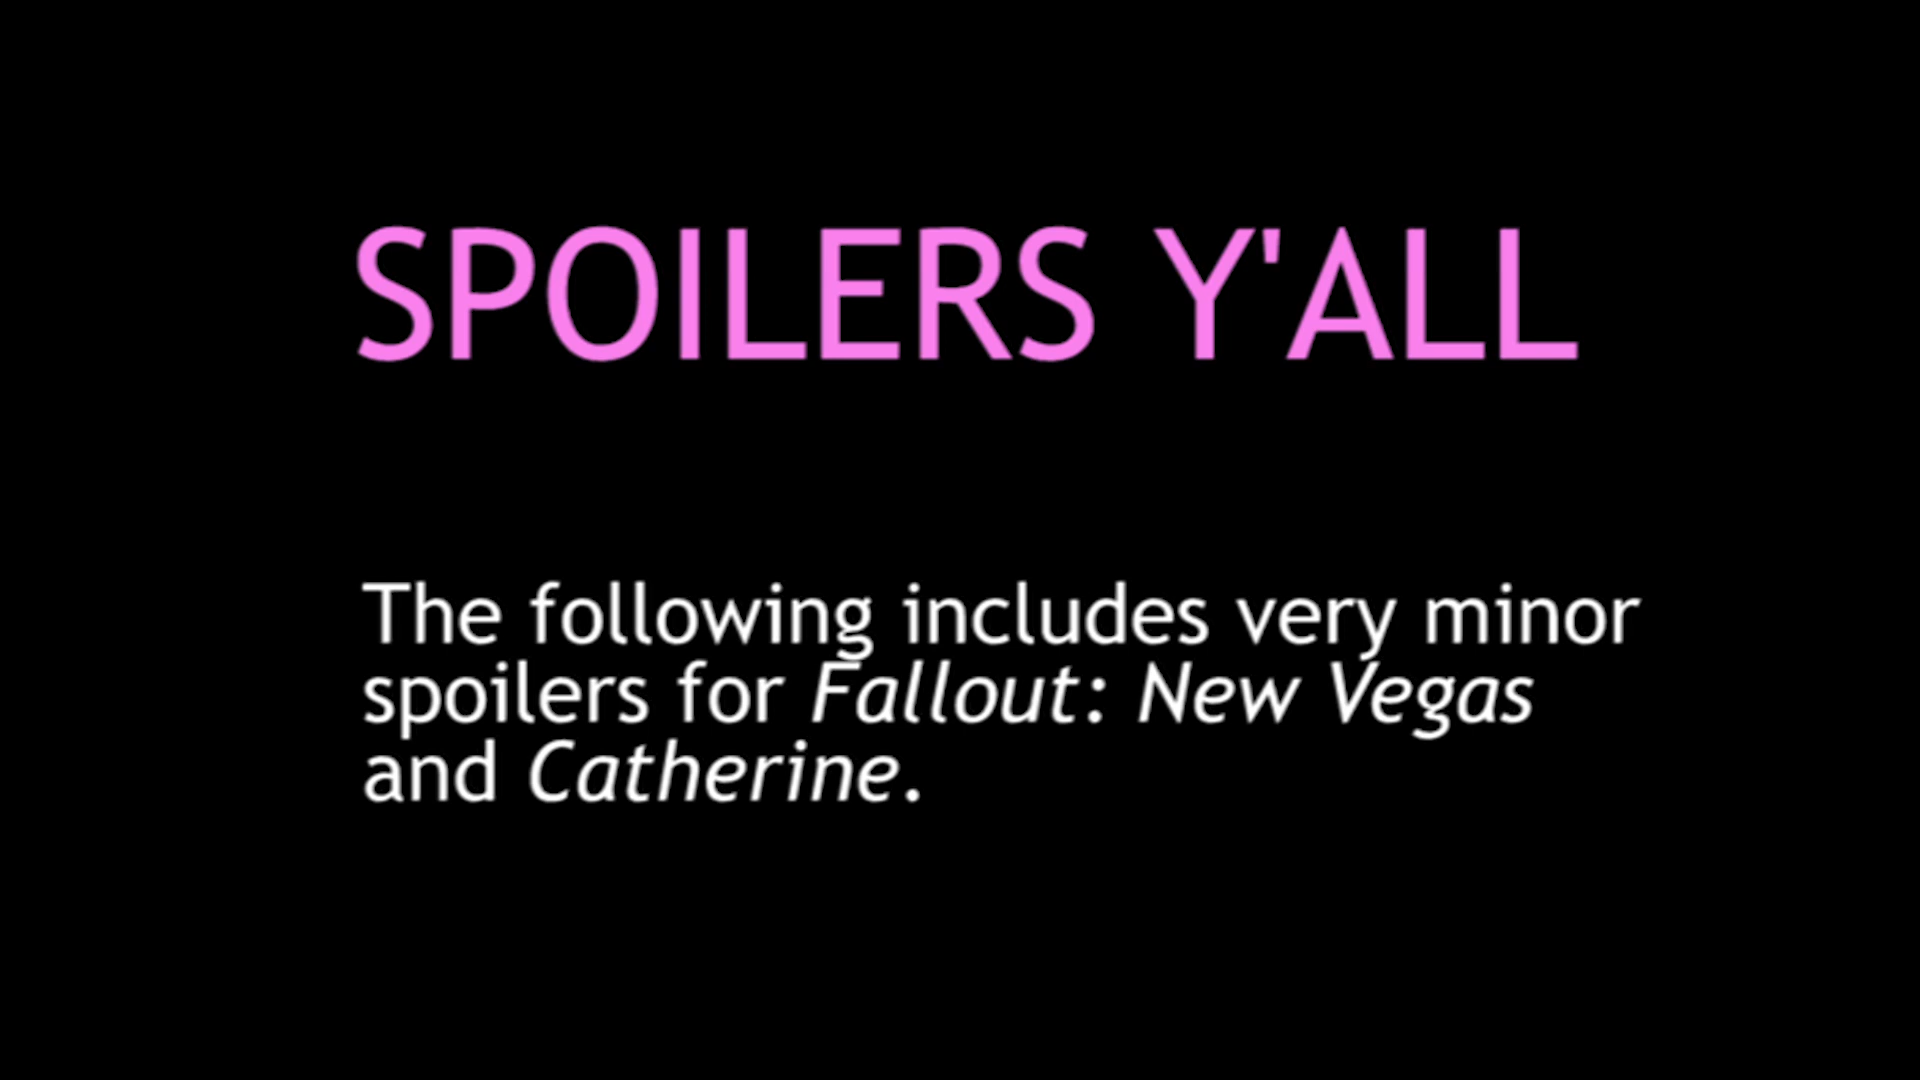 SPOILERS Y'ALL
The following includes very minor
spoilers for Fallout: New Vegas
and Catherine.